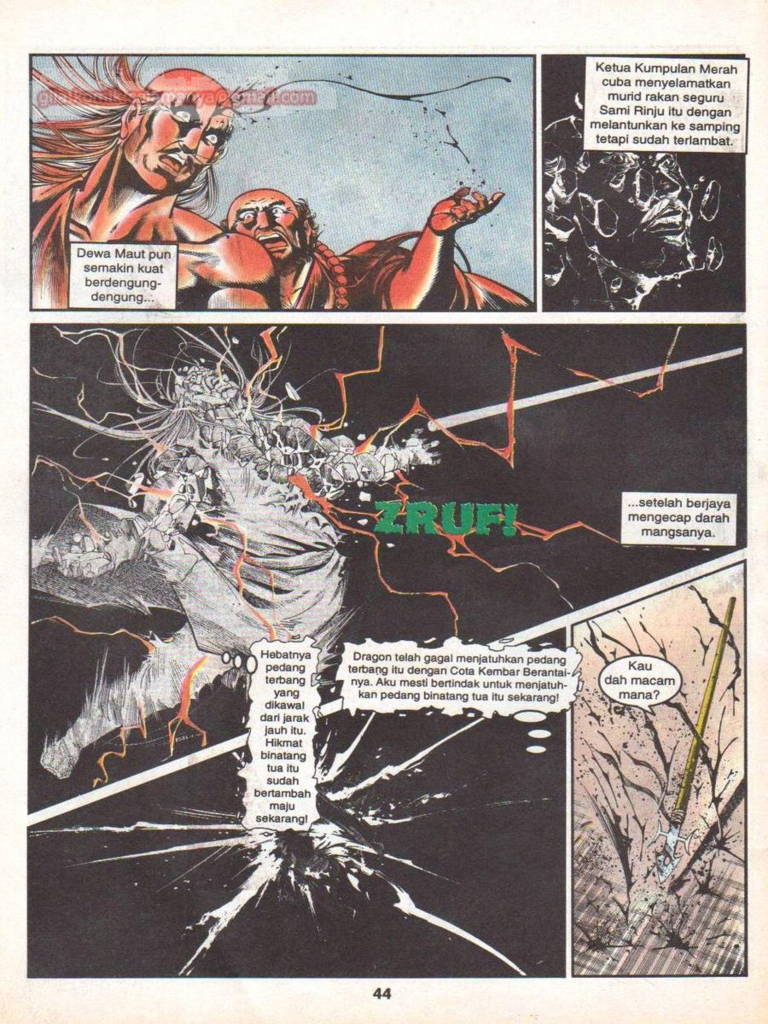 Ketua Kumpulan Merah
cuba menyelamatkan
murid rakan seguru
Sami Rinju itu dengan
melantunkan ke samping
tetapi sudah terlambat.
Dewa Maut pun
semakin kuat
berdengung-
dengung...
ZRUF!
...setelah berjaya
mengecap darah
mangsanya.
Hebatnya
pedang
terbang
yang
dikawal
dari jarak
jauh itu.
Hikmat
binatang
tua itu
sudah
bertambah
maju
sekarang!
Dragon telah gagal menjatuhkan pedang
terbang itu dengan Cota Kembar Berantai-
nya. Aku mesti bertindak untuk menjatuh-
kan pedang binatang tua itu sekarang!
Kau
dah macam
mana?
44